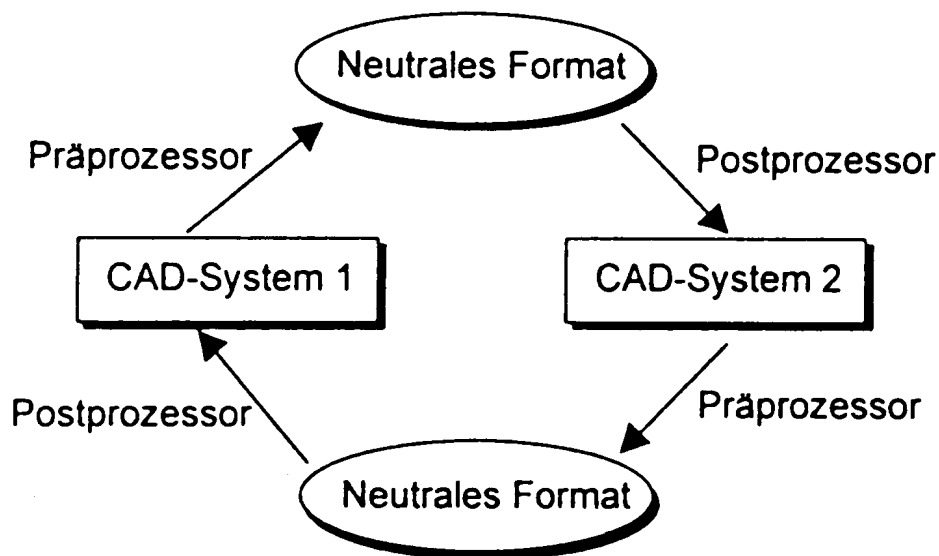 Neutrales Format
Präprozessor
Postprozessor
CAD-System 1
CAD-System 2
Postprozessor
Präprozessor
Neutrales Format